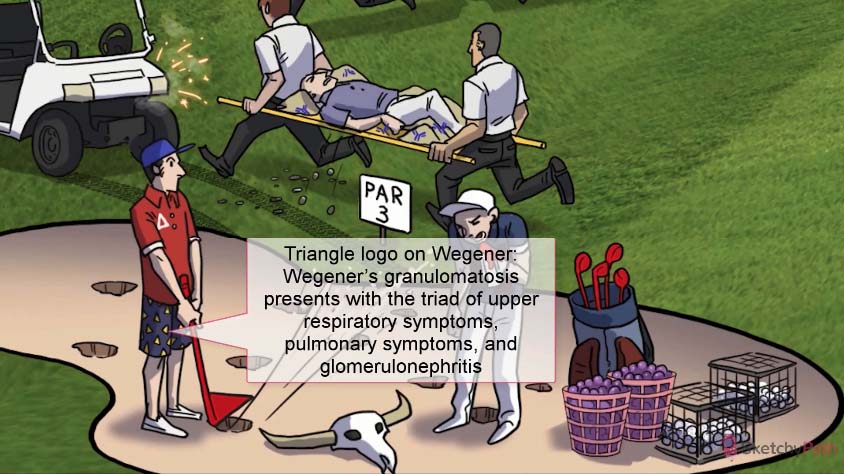 PAR
3
Triangle logo on Wegener:
Wegener’s granulomatosis
presents with the triad of upper
respiratory symptoms,
pulmonary symptoms, and
glomerulonephritis
SketchyPath